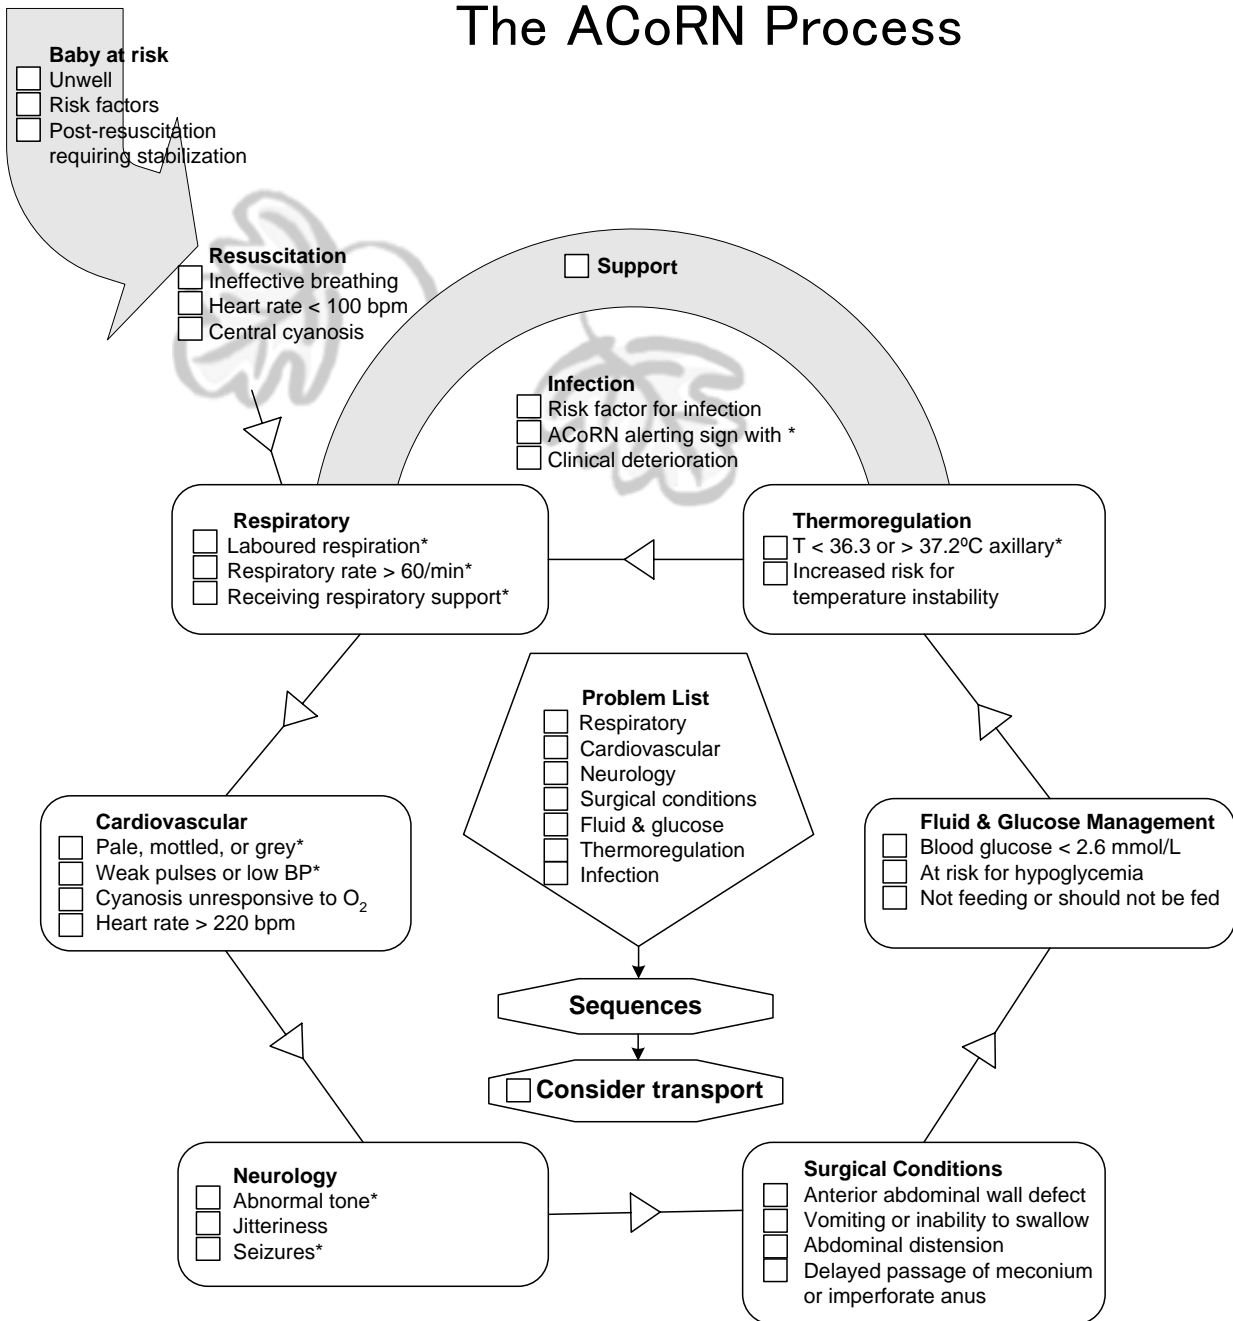 The ACoRN Process
Baby at risk
Unwell
Risk factors
Post-resuscitation
requiring stabilization
Resuscitation
Ineffective breathing
Heart rate < 100 bpm
Central cyanosis
Support
Infection
Risk factor for infection
ACoRN alerting sign with *
Clinical deterioration
Respiratory
Laboured respiration*
Respiratory rate > 60/min*
Receiving respiratory support*
Thermoregulation
T < 36.3 or > 37.2ºC axillary*
Increased risk for
temperature instability
Problem List
Respiratory
Cardiovascular
Neurology
Surgical conditions
Fluid & glucose
Thermoregulation
Infection
Cardiovascular
Pale, mottled, or grey*
Weak pulses or low BP*
Cyanosis unresponsive to O2
Heart rate > 220 bpm
Fluid & Glucose Management
Blood glucose < 2.6 mmol/L
At risk for hypoglycemia
Not feeding or should not be fed
Sequences
Consider transport
Neurology
Abnormal tone*
Jitteriness
Seizures*
Surgical Conditions
Anterior abdominal wall defect
Vomiting or inability to swallow
Abdominal distension
Delayed passage of meconium
or imperforate anus